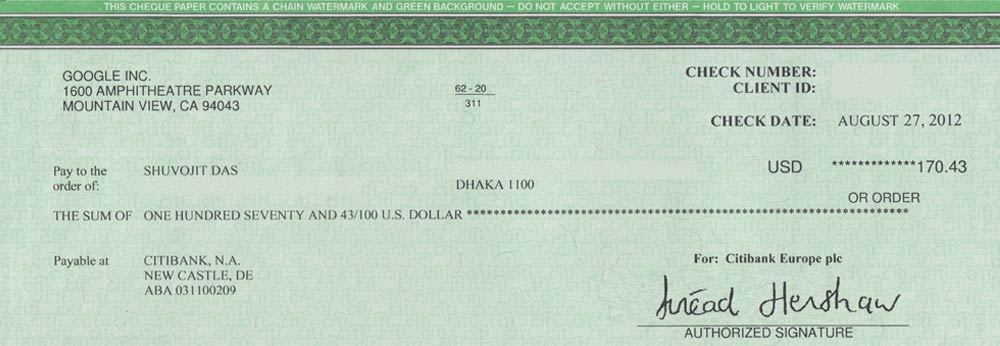 THIS CHEQUE PAPER CONTAINS A CHAIN WATERMARK AND GREEN BACKGROUND — DO NOT ACCEPT WITHOUT EITHER — HOLD TO LIGHT TO VERIFY WATERMARK
GOOGLE INC.
1600 AMPHITHEATRE PARKWAY
MOUNTAIN VIEW, CA 94043
62 - 20
311
CHECK NUMBER:
CLIENT ID:
CHECK DATE: AUGUST 27, 2012
Pay to the
order of:
SHUVOJIT DAS
DHAKA 1100
USD *************170.43
OR ORDER
THE SUM OF ONE HUNDRED SEVENTY AND 43/100 U.S. DOLLAR ******************************************************************
Payable at
CITIBANK, N.A.
NEW CASTLE, DE
ABA 031100209
For: Citibank Europe plc
Hershaw
AUTHORIZED SIGNATURE